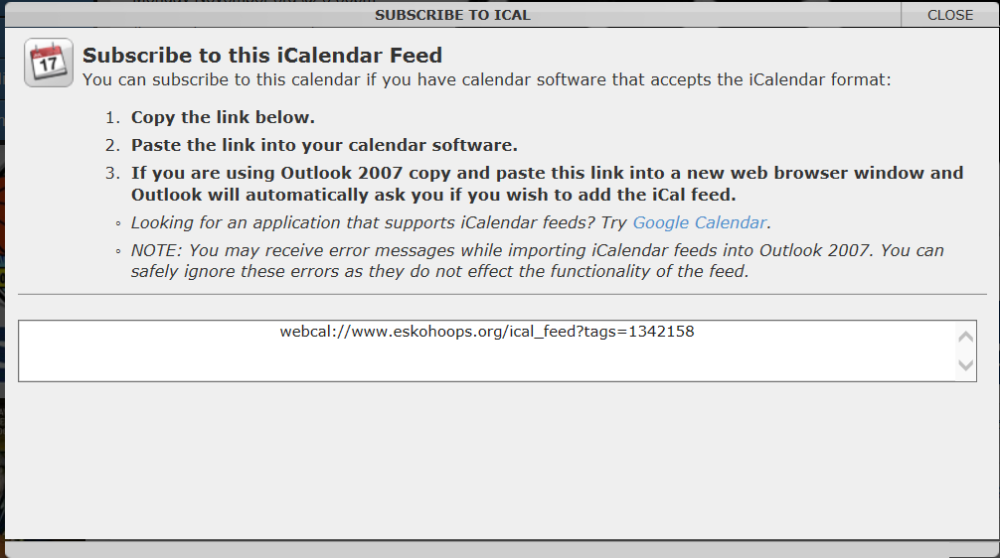 SUBSCRIBE TO ICAL
CLOSE
17
Subscribe to this iCalendar Feed
You can subscribe to this calendar if you have calendar software that accepts the iCalendar format:
1. Copy the link below.
2. Paste the link into your calendar software.
3. If you are using Outlook 2007 copy and paste this link into a new web browser window and
Outlook will automatically ask you if you wish to add the iCal feed.
◦ Looking for an application that supports iCalendar feeds? Try Google Calendar.
◦ NOTE: You may receive error messages while importing iCalendar feeds into Outlook 2007. You can
safely ignore these errors as they do not effect the functionality of the feed.
webcal://www.eskohoops.org/ical_feed?tags=1342158